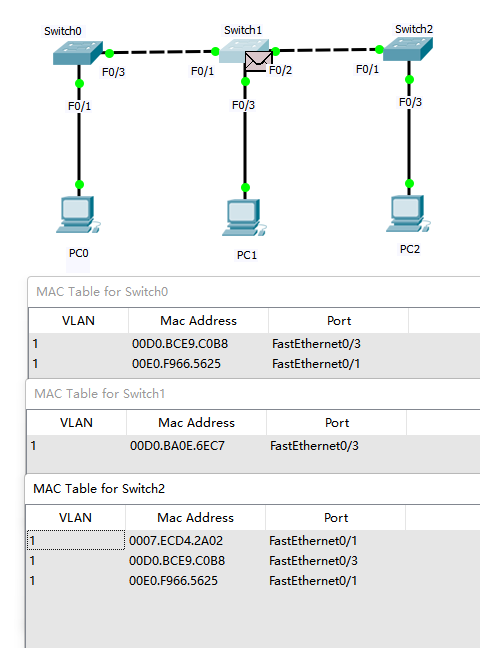 Switch0
Switch1
Switch2
F0/3
F0/1
F0/2
F0/1
F0/1
F0/3
F0/3
PC0
PC1
PC2
MAC Table for Switch0
VLAN Mac Address Port
1 00D0.BCE9.C0B8 FastEthernet0/3
1 00E0.F966.5625 FastEthernet0/1
MAC Table for Switch1
VLAN Mac Address Port
1 00D0.BA0E.6EC7 FastEthernet0/3
MAC Table for Switch2
VLAN Mac Address Port
1 0007.ECD4.2A02 FastEthernet0/1
1 00D0.BCE9.C0B8 FastEthernet0/3
1 00E0.F966.5625 FastEthernet0/1